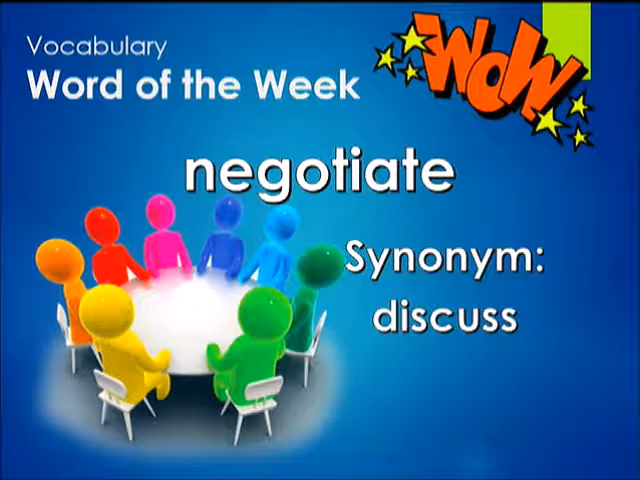 Vocabulary
Word of the Week
WOW
negotiate
Synonym:
discuss